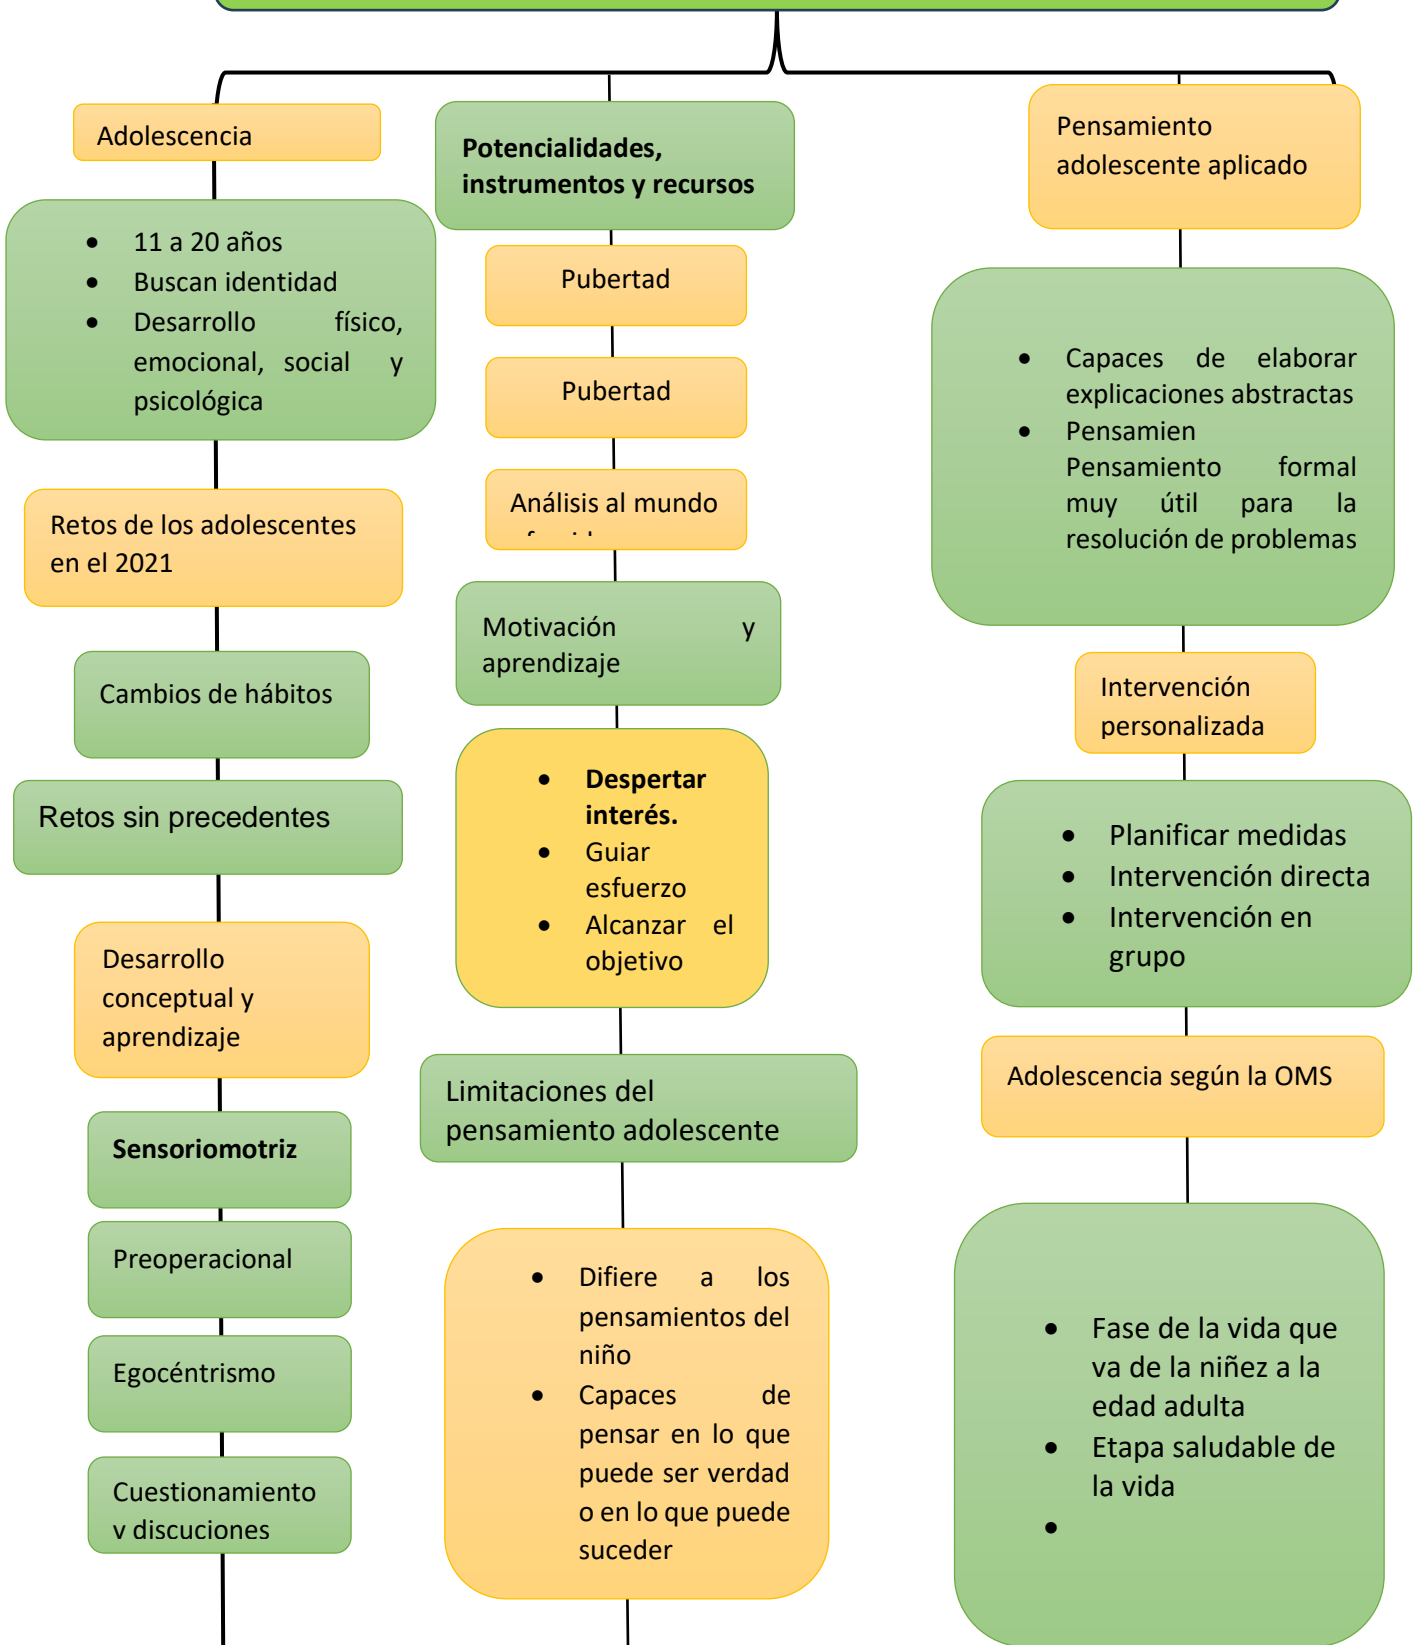 Adolescencia
• 11 a 20 años
• Buscan identidad
• Desarrollo físico,
emocional, social y
psicológica
Retos de los adolescentes
en el 2021
Cambios de hábitos
Retos sin precedentes
Desarrollo
conceptual y
aprendizaje
Sensoriomotriz
Preoperacional
Egocéntrismo
Cuestionamiento
y discuciones
Potencialidades,
instrumentos y recursos
Pubertad
Pubertad
Análisis al mundo
Motivación y
aprendizaje
• Despertar
interés.
• Guiar
esfuerzo
• Alcanzar el
objetivo
Limitaciones del
pensamiento adolescente
• Difiere a los
pensamientos del
niño
• Capaces de
pensar en lo que
puede ser verdad
o en lo que puede
suceder
Pensamiento
adolescente aplicado
• Capaces de elaborar
explicaciones abstractas
• Pensamien
Pensamiento formal
muy útil para la
resolución de problemas
Intervención
personalizada
• Planificar medidas
• Intervención directa
• Intervención en
grupo
Adolescencia según la OMS
• Fase de la vida que
va de la niñez a la
edad adulta
• Etapa saludable de
la vida
•